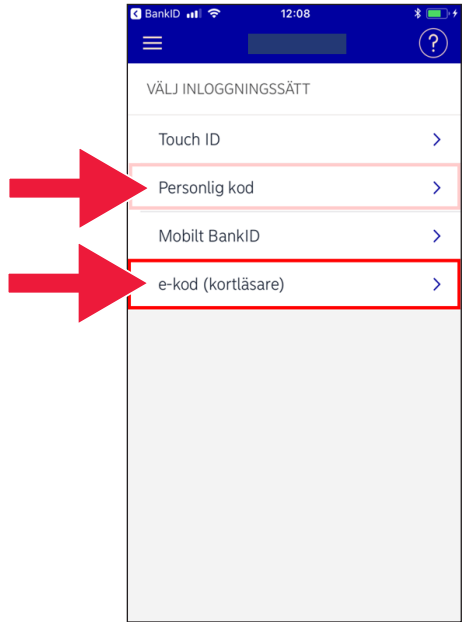 BankID 12:08
?
VÄLJ INLOGGNINGSSÄTT
Touch ID
Personlig kod
Mobilt BankID
e-kod (kortläsare)